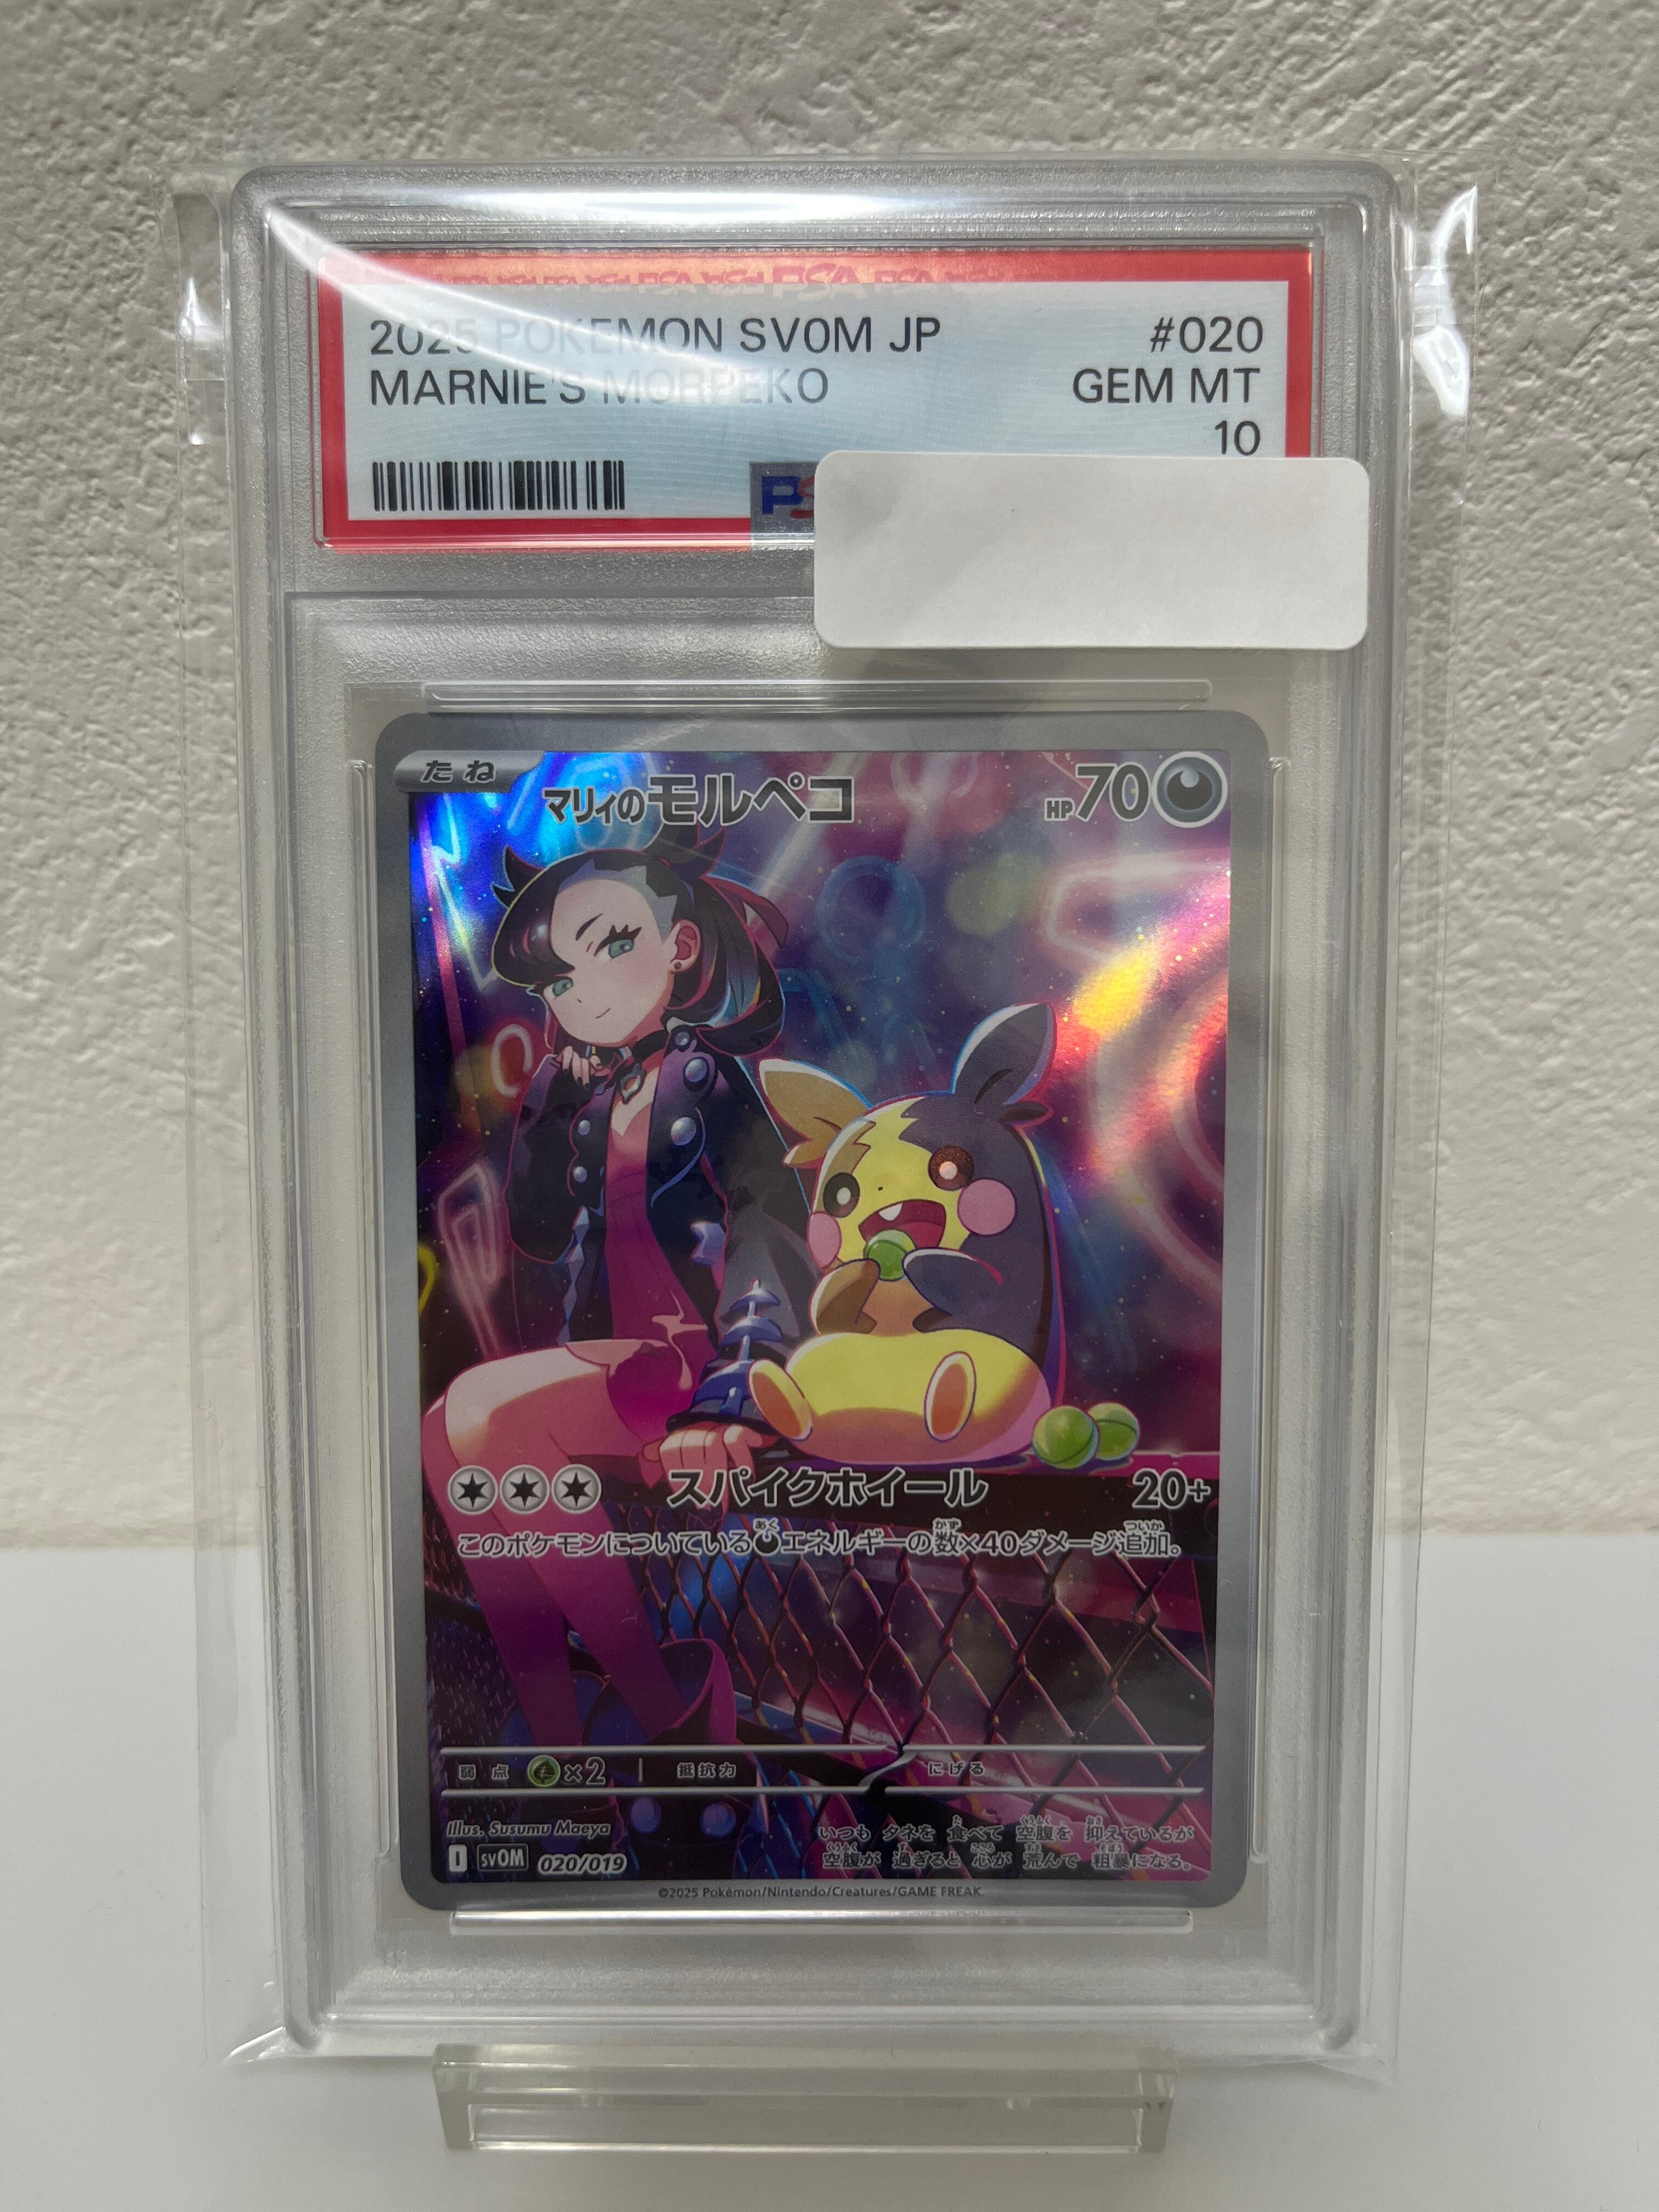 2025 POKEMON SV0M JP #020
MARNIE'S MORPEKO GEM MT
10
たね マリィのモルペコ HP70
スパイクホイール 20+
このポケモンについているエネルギーの数×40ダメージ追加。
弱点 ×2 抵抗力 にげる
Illus. Susumu Maeya
いつも タネを 食べて 空腹を 抑えているが
空腹が 過ぎると 心が 荒んで 粗暴になる。
I svOM 020/019
©2025 Pokémon/Nintendo/Creatures/GAME FREAK.